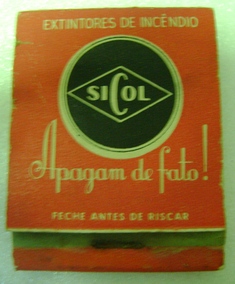 EXTINTORES DE INCÊNDIO
SICOL
Apagam de fato!
FECHE ANTES DE RISCAR